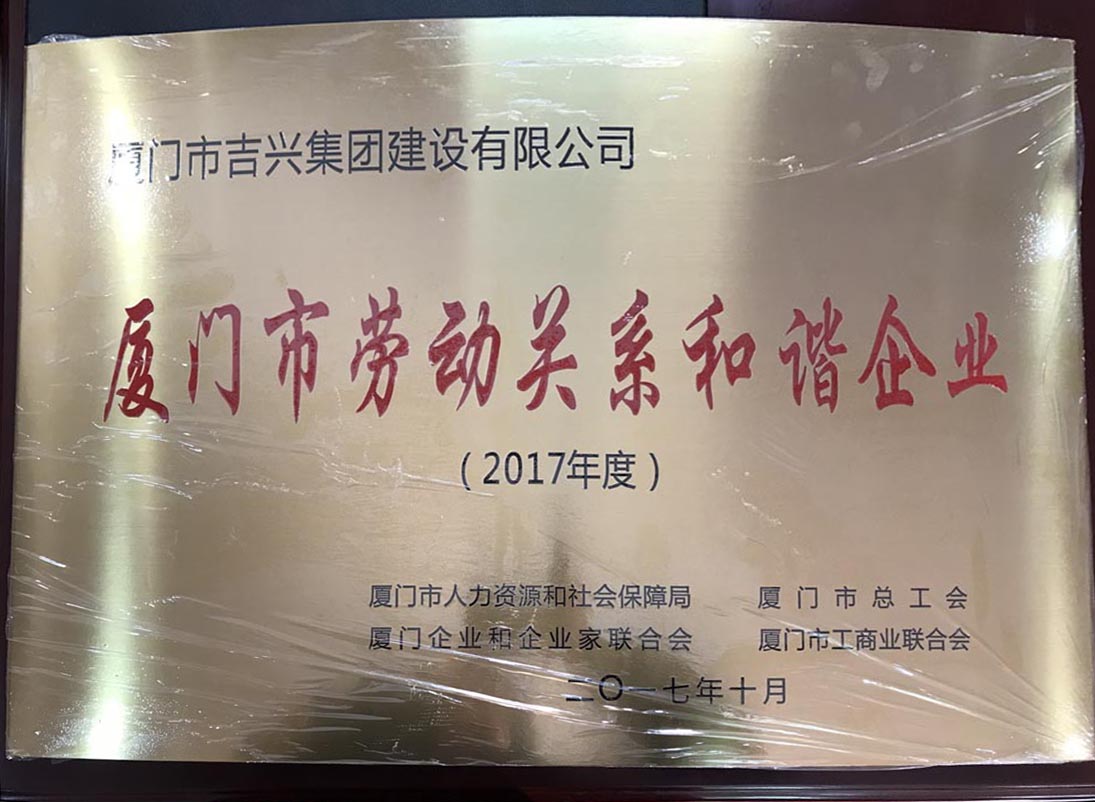 厦门市吉兴集团建设有限公司
厦门市劳动关系和谐企业
（2017年度）
厦门市人力资源和社会保障局 厦门市总工会
厦门企业和企业家联合会 厦门市工商业联合会
二〇一七年十月